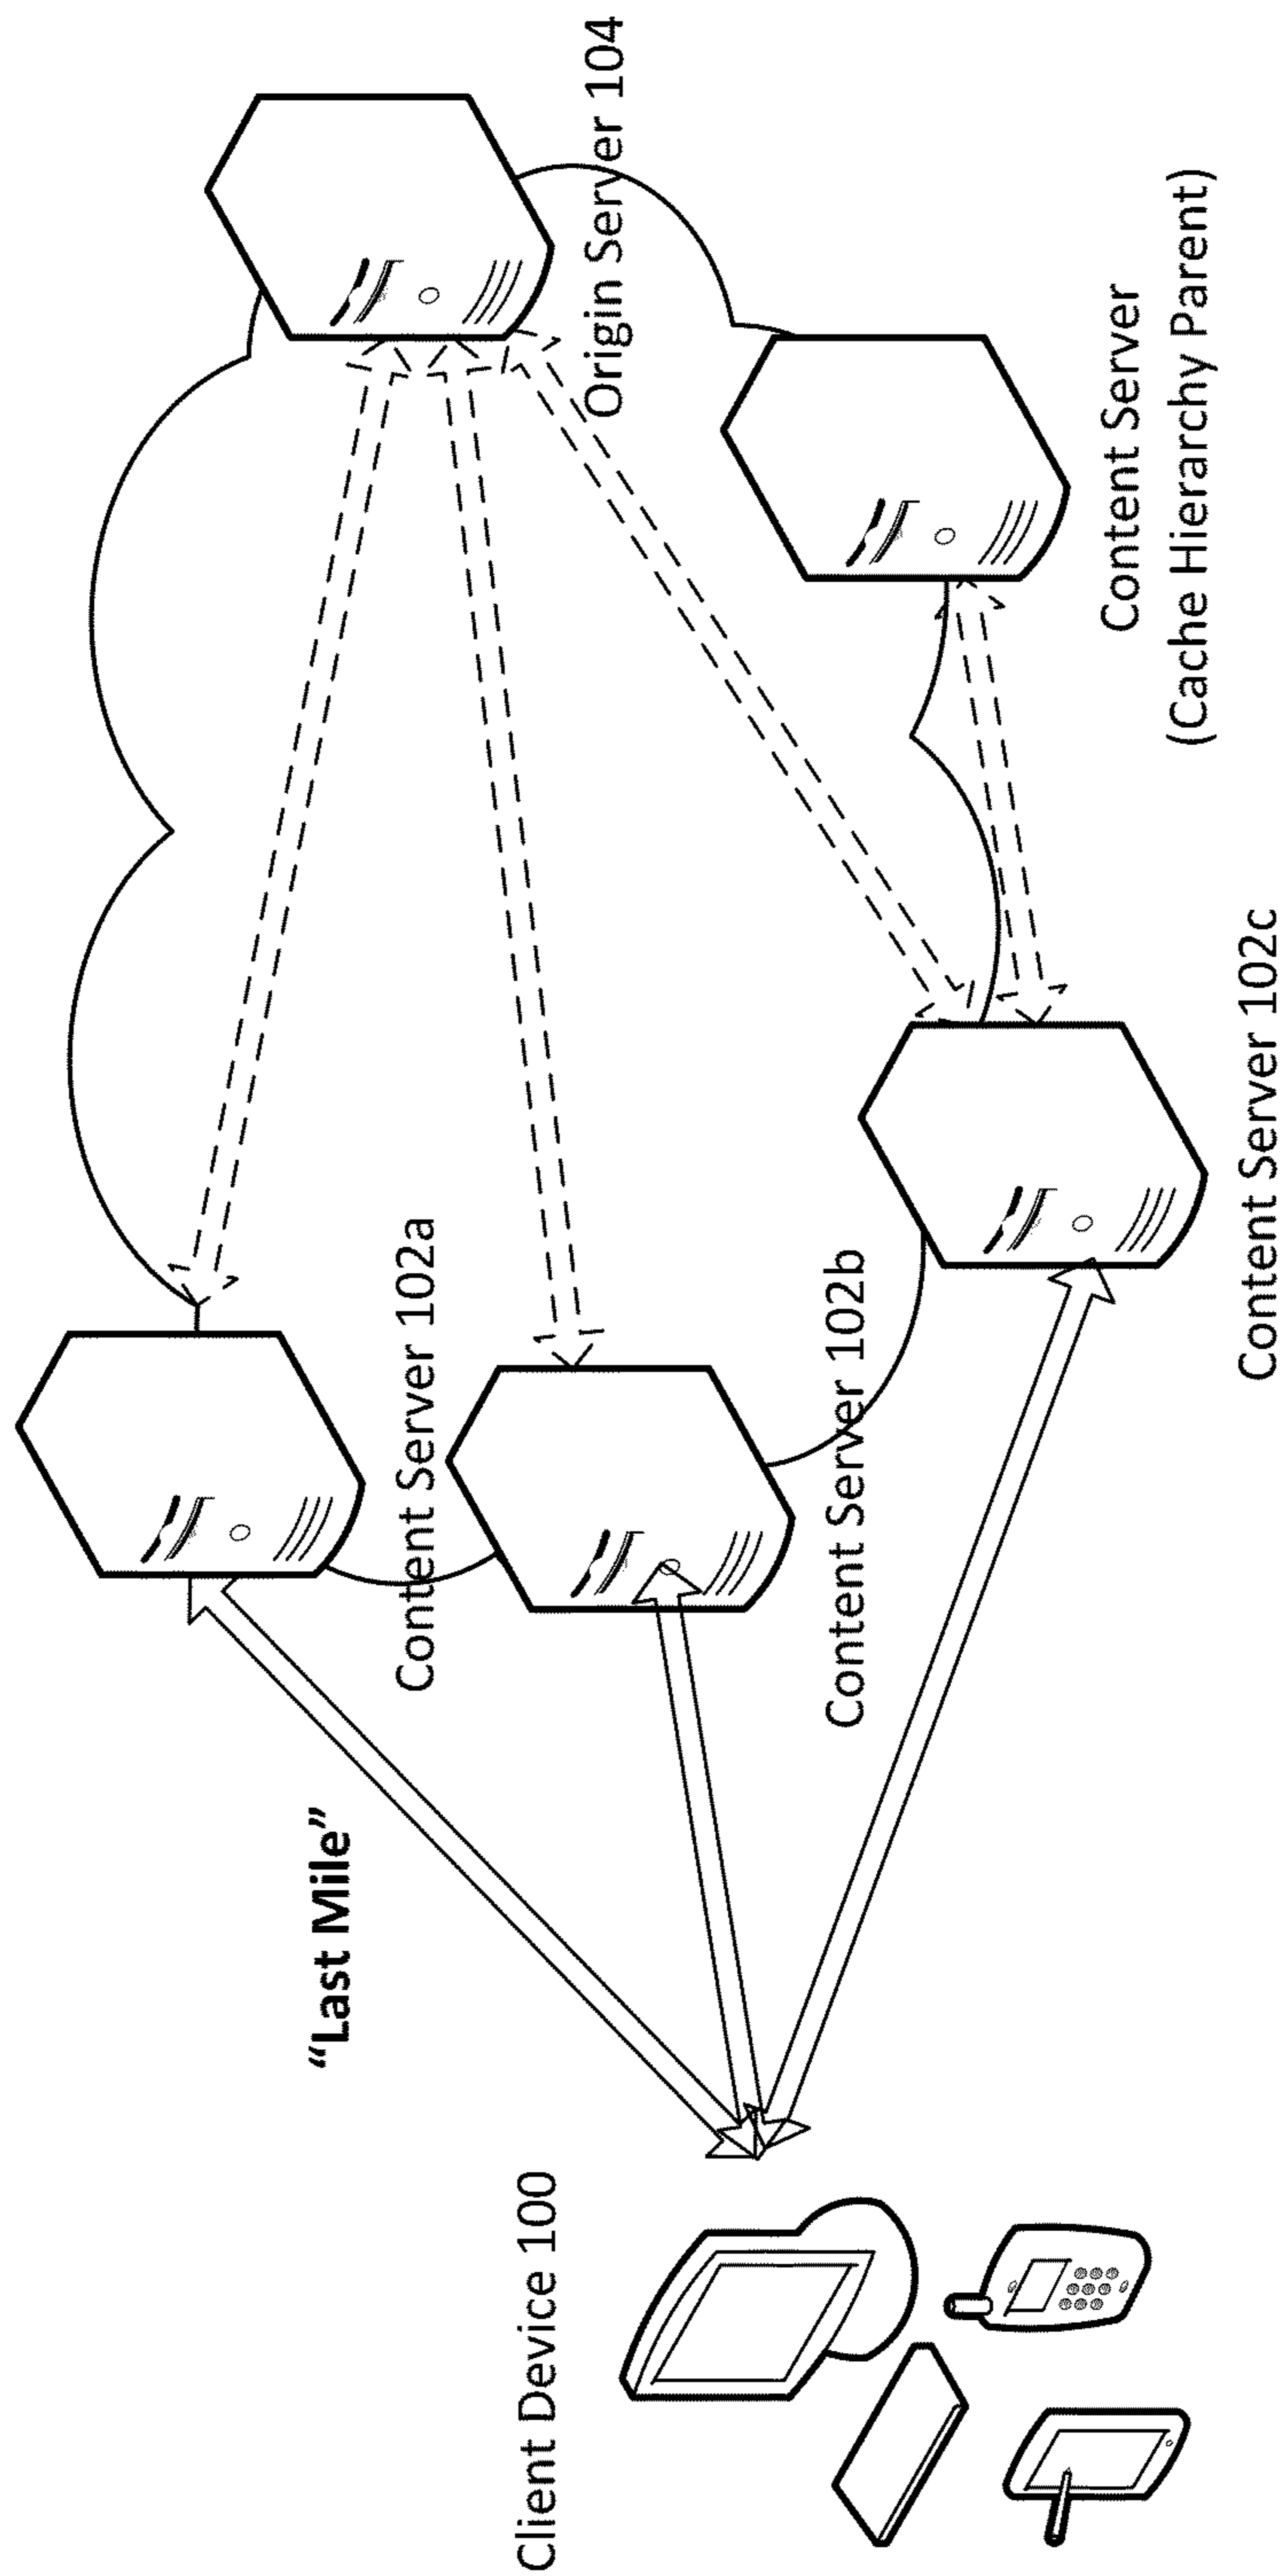 Client Device 100
“Last Mile”
Content Server 102a
Content Server 102b
Content Server 102c
Origin Server 104
Content Server
(Cache Hierarchy Parent)